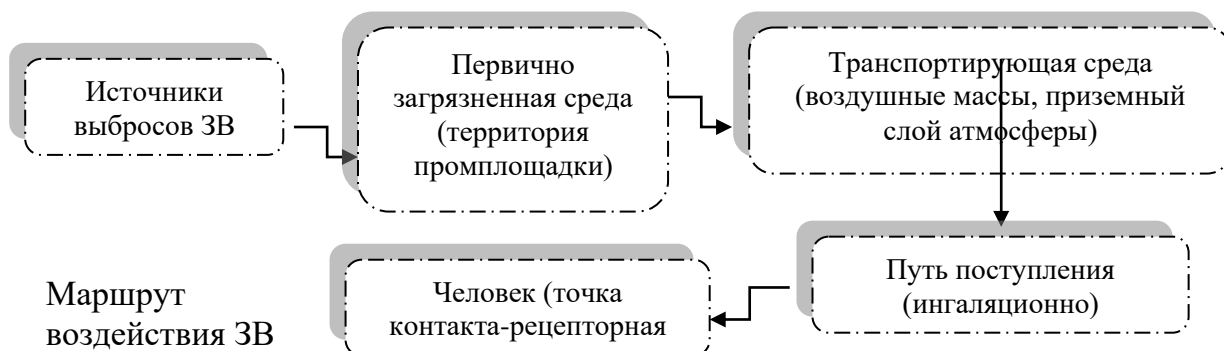 Источники
выбросов ЗВ
Первично
загрязненная среда
(территория
промплощадки)
Транспортирующая среда
(воздушные массы, приземный
слой атмосферы)
Путь поступления
(ингаляционно)
Человек (точка
контакта-рецепторная
Маршрут
воздействия ЗВ